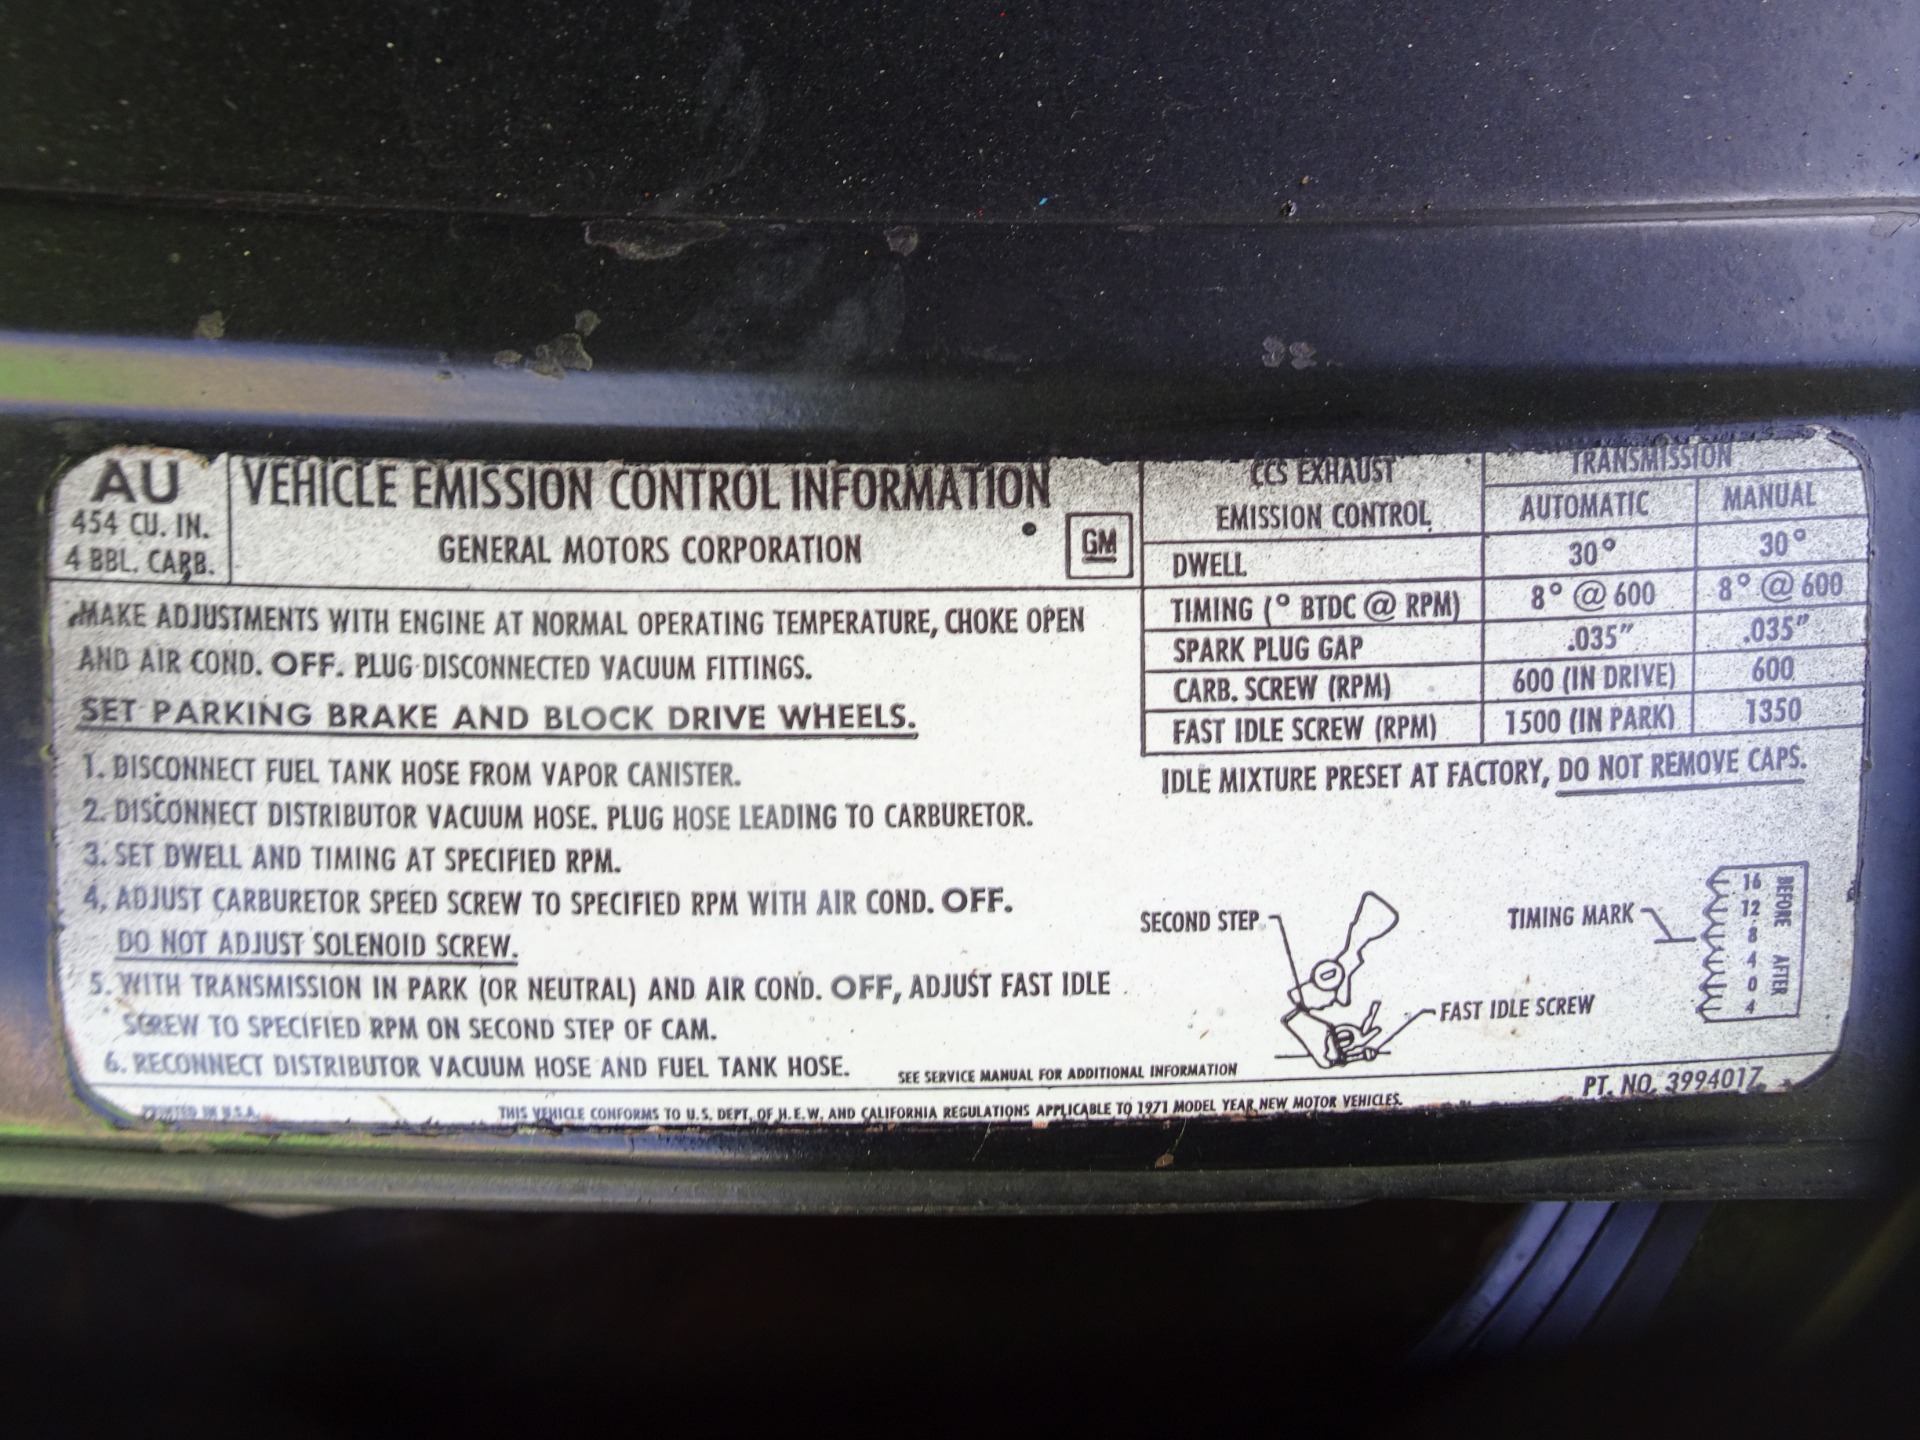 AU
454 CU. IN.
4 BBL. CARB.
VEHICLE EMISSION CONTROL INFORMATION
GENERAL MOTORS CORPORATION
GM
MAKE ADJUSTMENTS WITH ENGINE AT NORMAL OPERATING TEMPERATURE, CHOKE OPEN
AND AIR COND. OFF. PLUG DISCONNECTED VACUUM FITTINGS.
SET PARKING BRAKE AND BLOCK DRIVE WHEELS.
1. DISCONNECT FUEL TANK HOSE FROM VAPOR CANISTER.
2. DISCONNECT DISTRIBUTOR VACUUM HOSE. PLUG HOSE LEADING TO CARBURETOR.
3. SET DWELL AND TIMING AT SPECIFIED RPM.
4. ADJUST CARBURETOR SPEED SCREW TO SPECIFIED RPM WITH AIR COND. OFF.
DO NOT ADJUST SOLENOID SCREW.
5. WITH TRANSMISSION IN PARK (OR NEUTRAL) AND AIR COND. OFF, ADJUST FAST IDLE
SCREW TO SPECIFIED RPM ON SECOND STEP OF CAM.
6. RECONNECT DISTRIBUTOR VACUUM HOSE AND FUEL TANK HOSE.
SEE SERVICE MANUAL FOR ADDITIONAL INFORMATION
CCS EXHAUST
EMISSION CONTROL
TRANSMISSION
AUTOMATIC MANUAL
DWELL 30° 30°
TIMING (° BTDC @ RPM) 8° @ 600 8° @ 600
SPARK PLUG GAP .035" .035"
CARB. SCREW (RPM) 600 (IN DRIVE) 600
FAST IDLE SCREW (RPM) 1500 (IN PARK) 1350
IDLE MIXTURE PRESET AT FACTORY, DO NOT REMOVE CAPS.
SECOND STEP
FAST IDLE SCREW
TIMING MARK
16
12
8
4
0
4
BEFORE
AFTER
PT. NO. 3994017
PRINTED IN U.S.A.
THIS VEHICLE CONFORMS TO U.S. DEPT. OF H.E.W. AND CALIFORNIA REGULATIONS APPLICABLE TO 1971 MODEL YEAR NEW MOTOR VEHICLES.